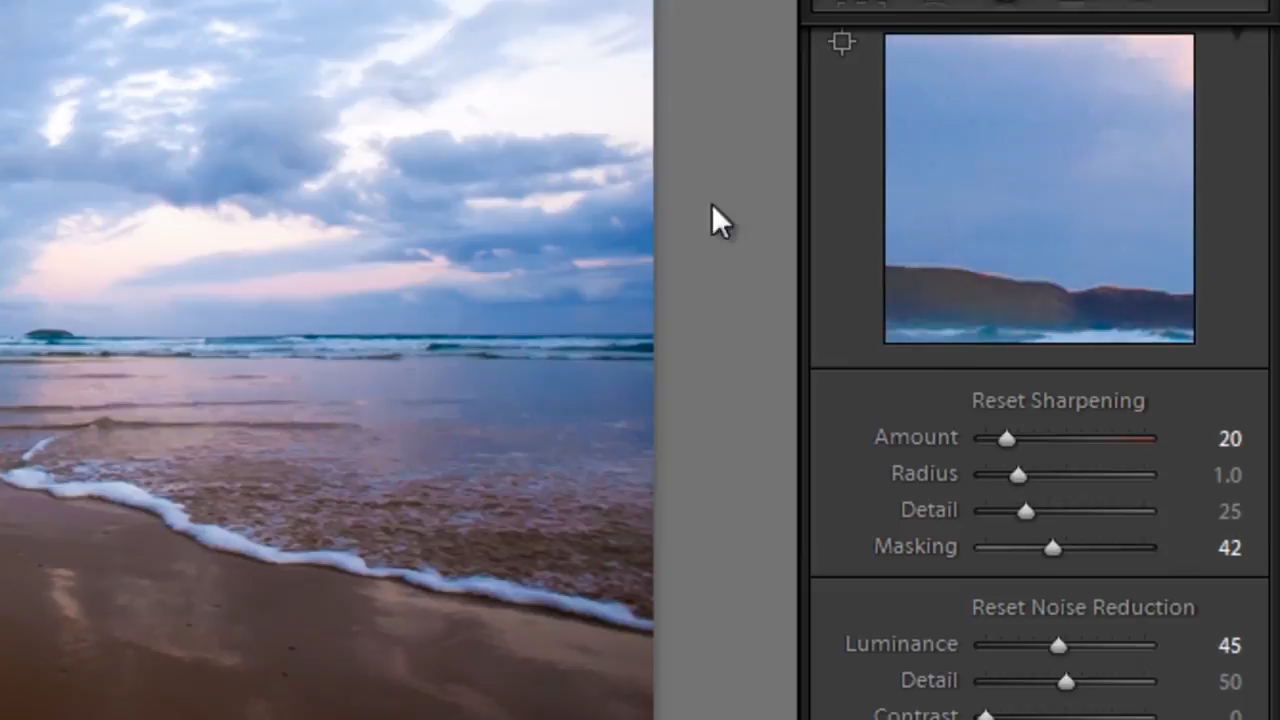 Reset Sharpening
Amount 20
Radius 1.0
Detail 25
Masking 42
Reset Noise Reduction
Luminance 45
Detail 50
Contrast 0